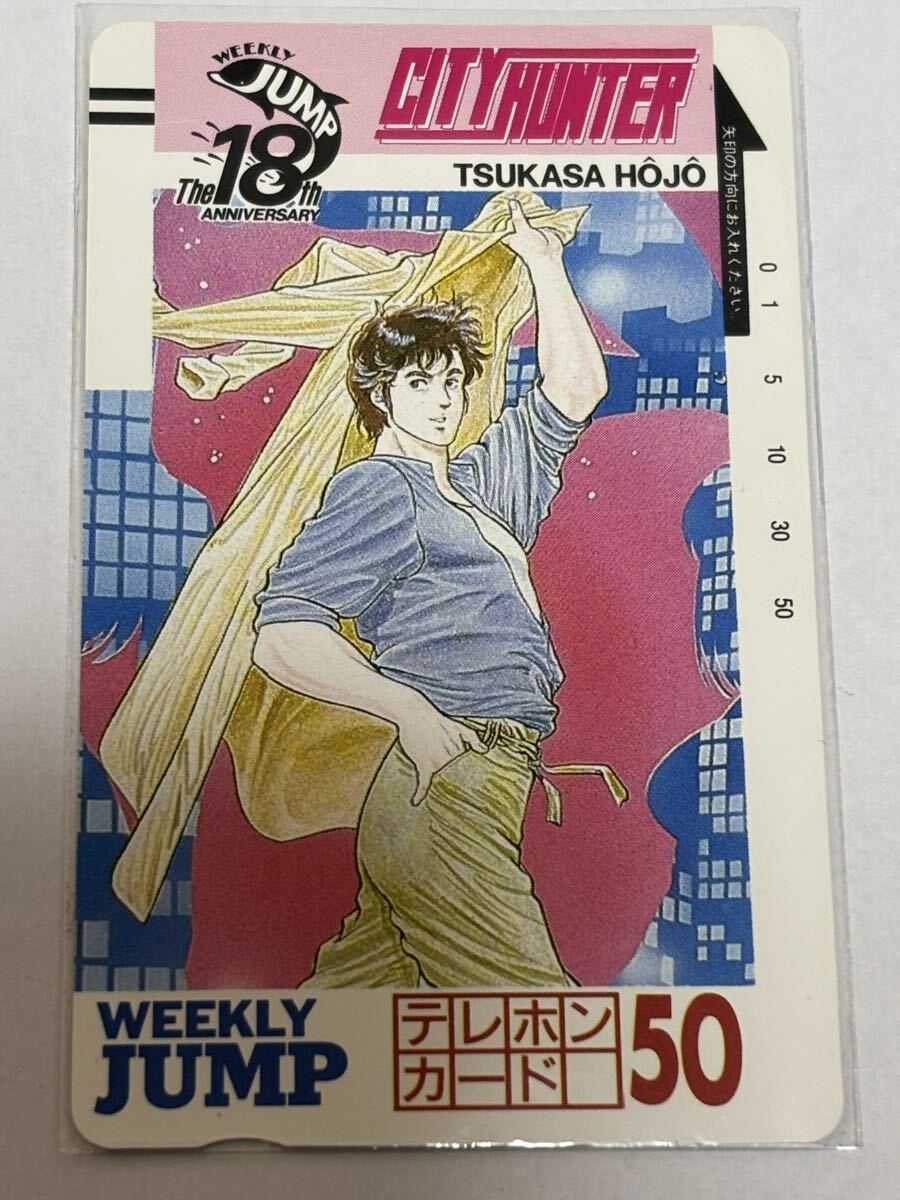 WEEKLY
JUMP
The 18th
ANNIVERSARY
CITY HUNTER
TSUKASA HÔJÔ
矢印の方向にお入れください
0
1
5
10
30
50
WEEKLY
JUMP
テレホン
カード
50